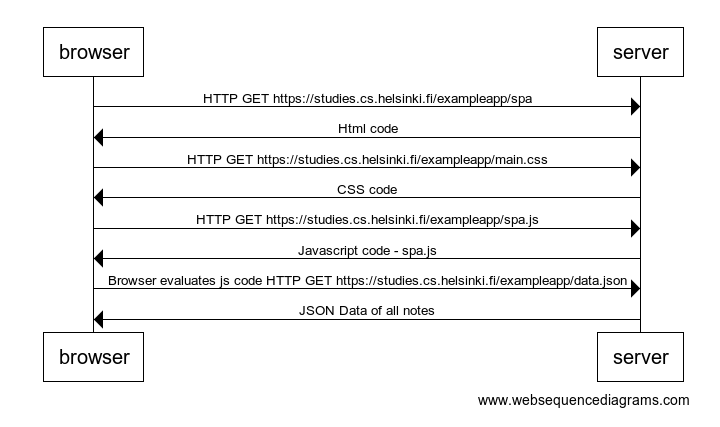 browser
server
HTTP GET https://studies.cs.helsinki.fi/exampleapp/spa
Html code
HTTP GET https://studies.cs.helsinki.fi/exampleapp/main.css
CSS code
HTTP GET https://studies.cs.helsinki.fi/exampleapp/spa.js
Javascript code - spa.js
Browser evaluates js code HTTP GET https://studies.cs.helsinki.fi/exampleapp/data.json
JSON Data of all notes
browser
server
www.websequencediagrams.com